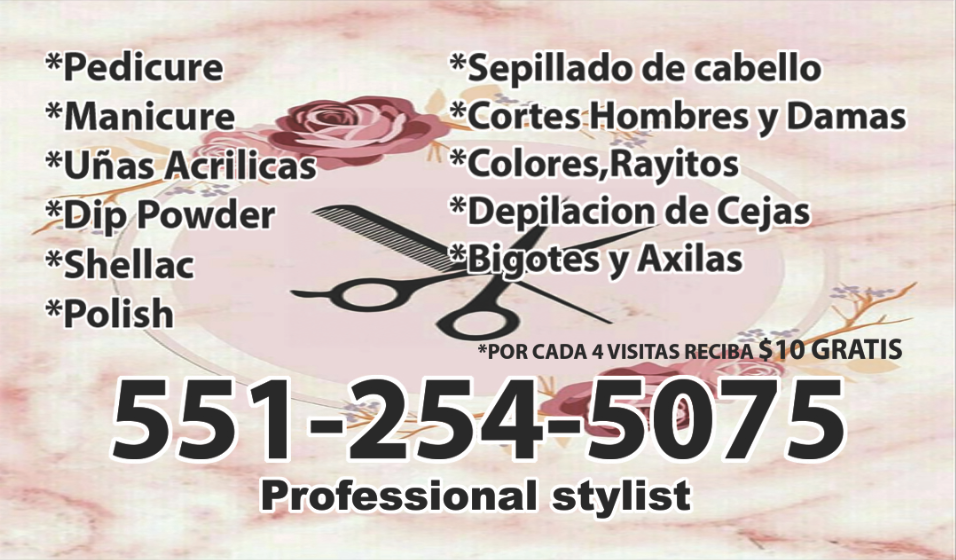 *Pedicure
*Manicure
*Uñas Acrilicas
*Dip Powder
*Shellac
*Polish
*Sepillado de cabello
*Cortes Hombres y Damas
*Colores,Rayitos
*Depilacion de Cejas
*Bigotes y Axilas
*POR CADA 4 VISITAS RECIBA $10 GRATIS
551-254-5075
Professional stylist